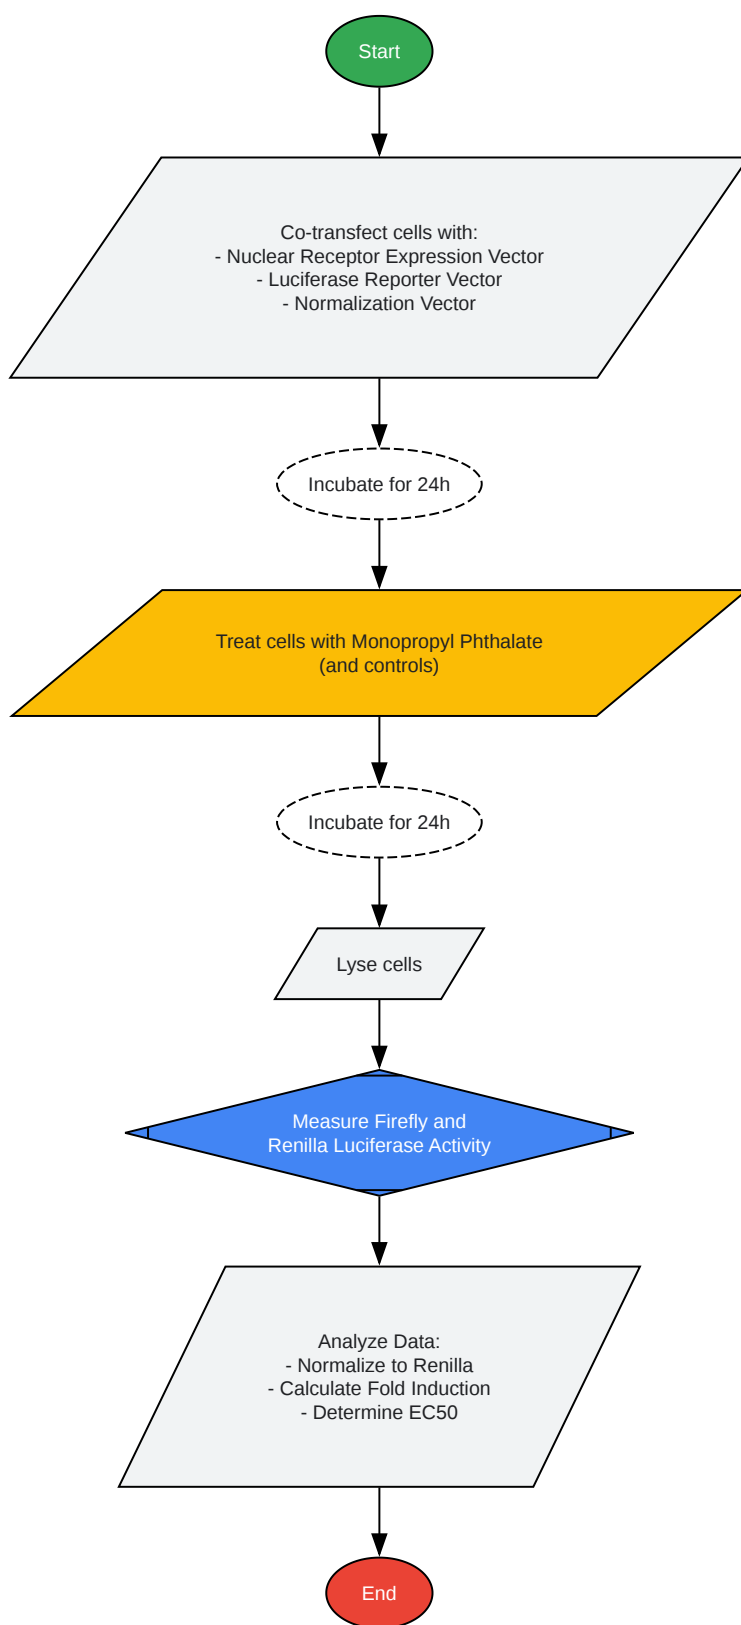 Start
Co-transfect cells with:
- Nuclear Receptor Expression Vector
- Luciferase Reporter Vector
- Normalization Vector
Incubate for 24h
Treat cells with Monopropyl Phthalate
(and controls)
Incubate for 24h
Lyse cells
Measure Firefly and
Renilla Luciferase Activity
Analyze Data:
- Normalize to Renilla
- Calculate Fold Induction
- Determine EC50
End